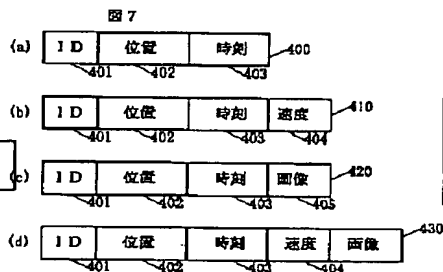 図7
(a) ID 位置 時刻 400
401 402 403
(b) ID 位置 時刻 速度 410
401 402 403 404
(c) ID 位置 時刻 画像 420
401 402 403 405
(d) ID 位置 時刻 速度 画像 430
401 402 403 404